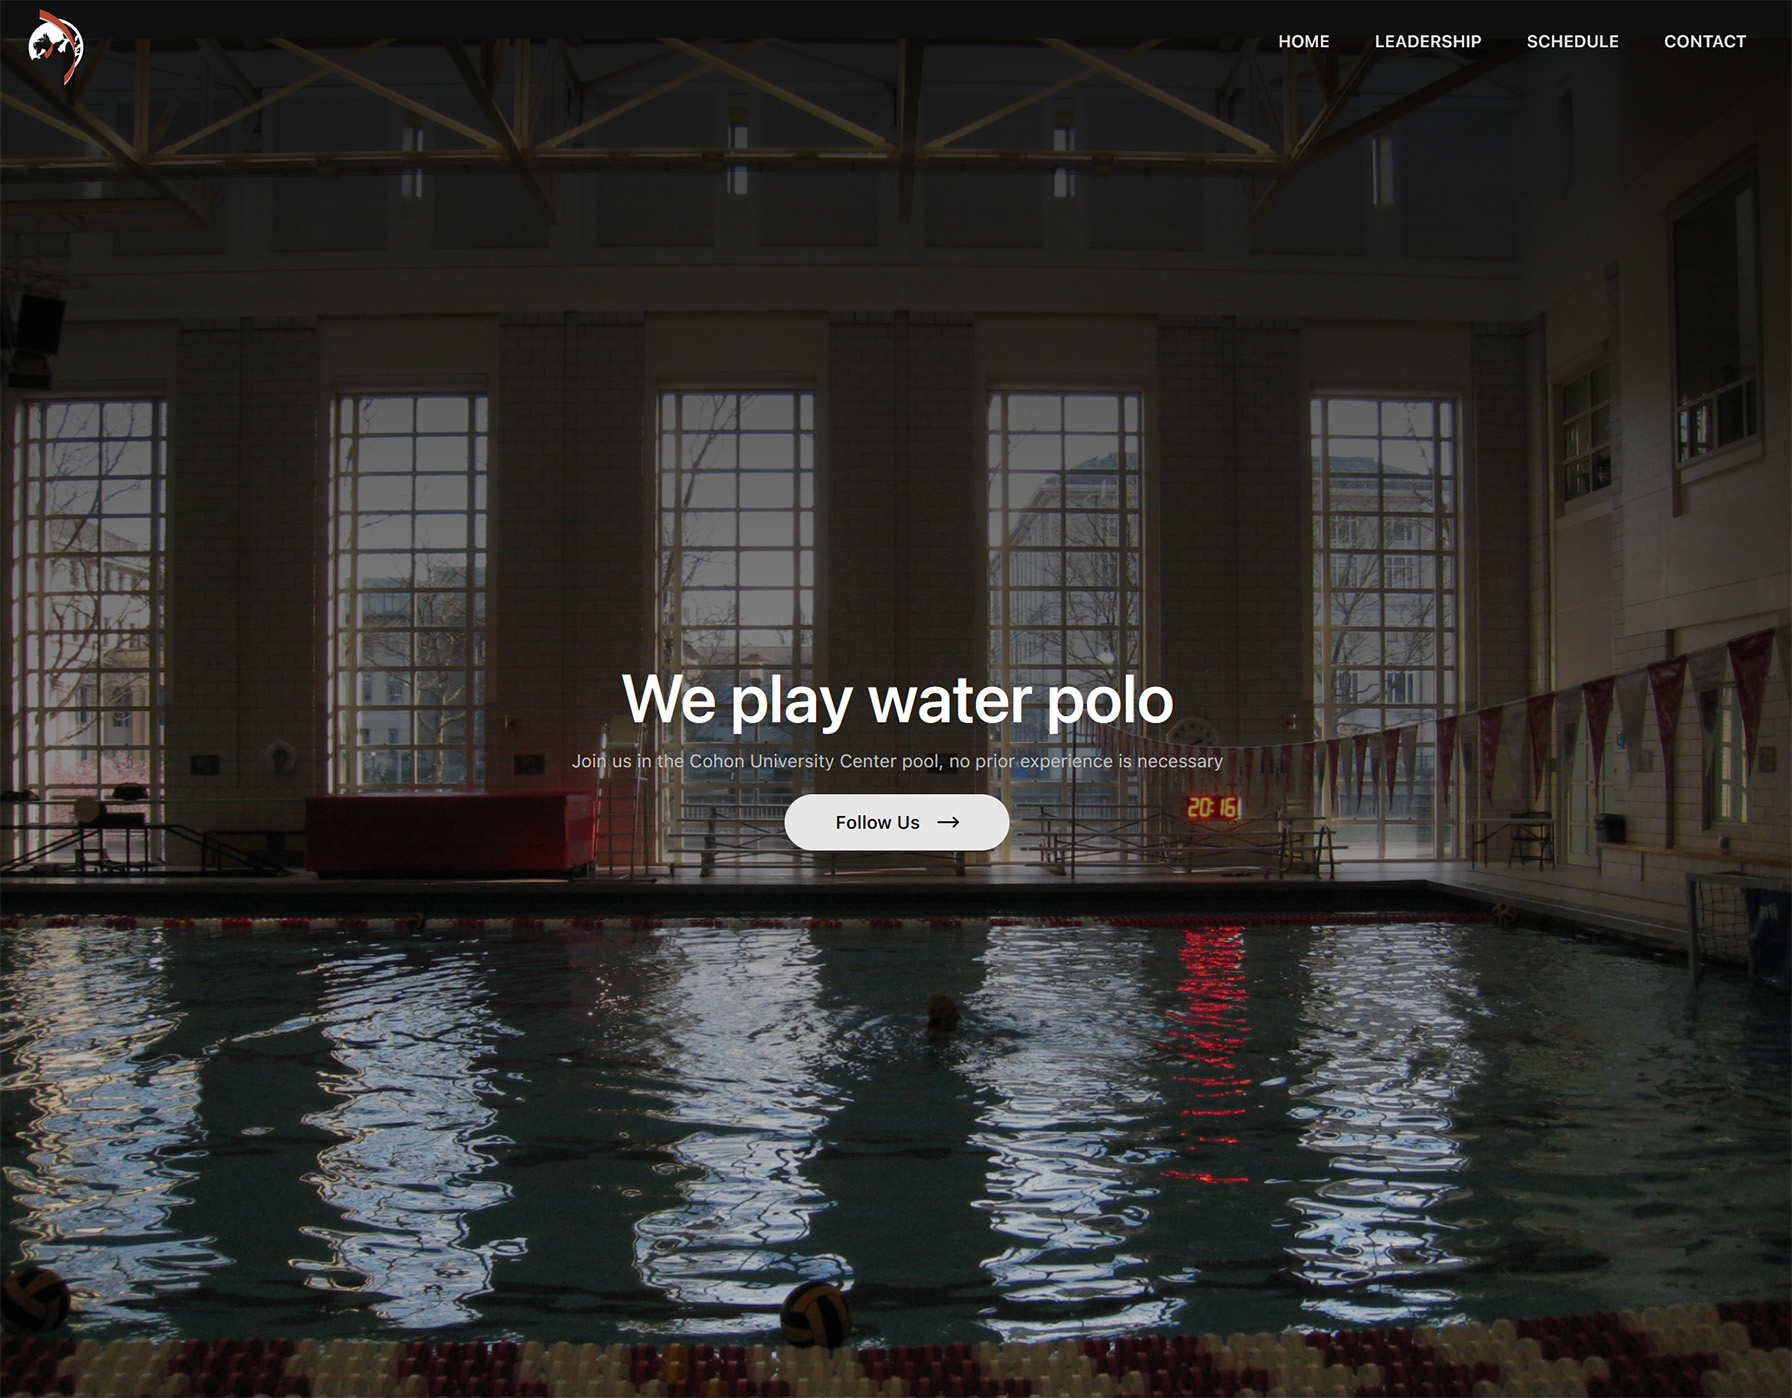 HOME LEADERSHIP SCHEDULE CONTACT
We play water polo
Join us in the Cohon University Center pool, no prior experience is necessary
Follow Us
20:16